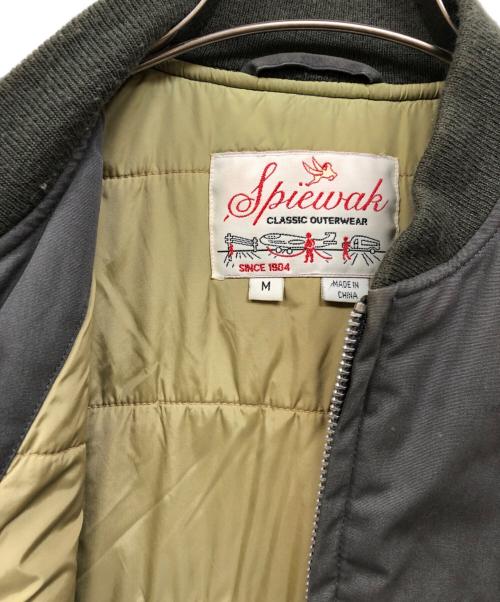 Spiewak
CLASSIC OUTERWEAR
SINCE 1904
M
MADE IN
CHINA